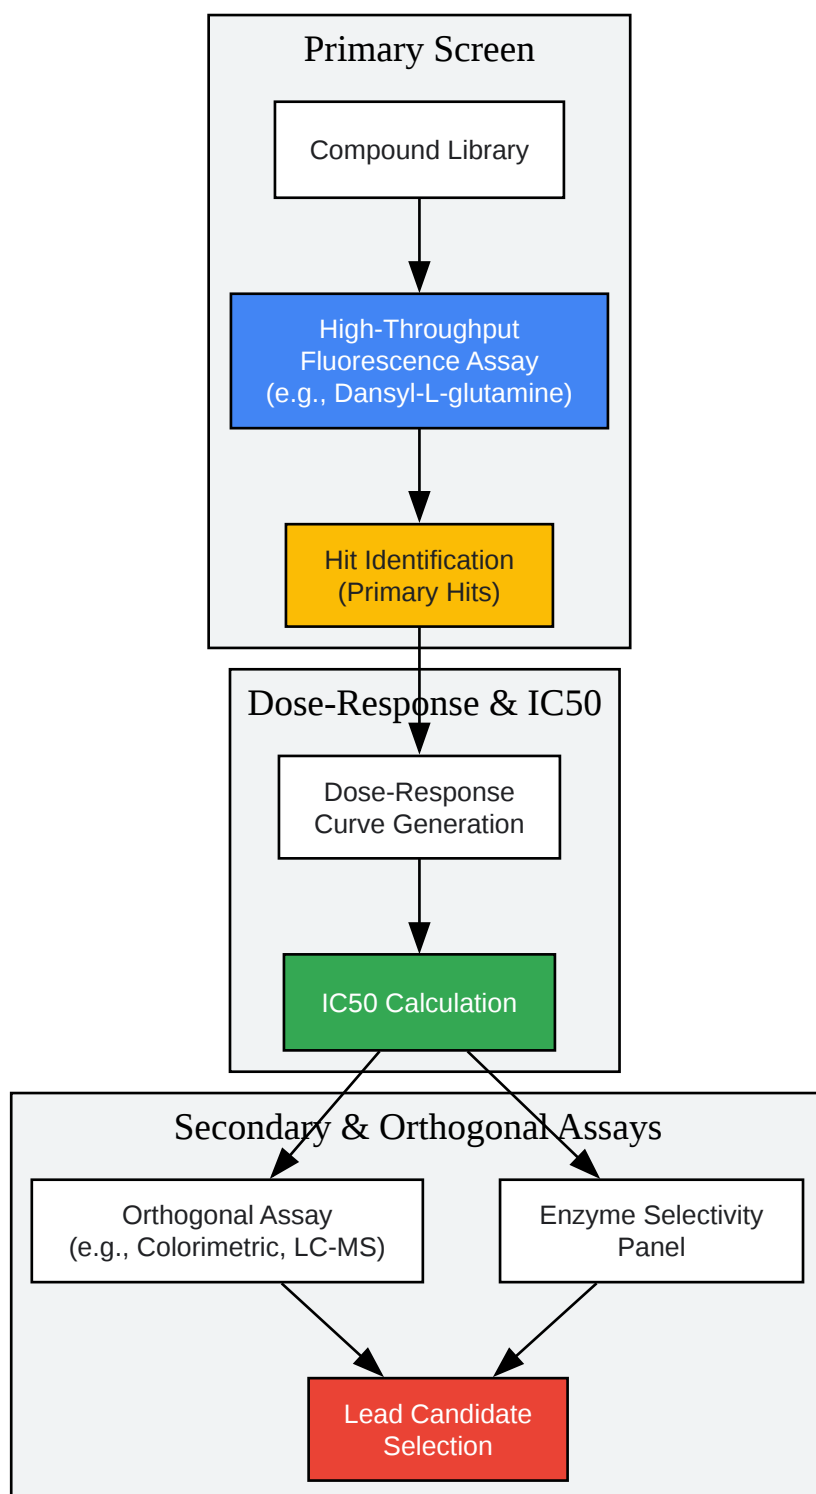 Primary Screen
Compound Library
High-Throughput
Fluorescence Assay
(e.g., Dansyl-L-glutamine)
Hit Identification
(Primary Hits)
Dose-Response & IC50
Dose-Response
Curve Generation
IC50 Calculation
Secondary & Orthogonal Assays
Orthogonal Assay
(e.g., Colorimetric, LC-MS)
Enzyme Selectivity
Panel
Lead Candidate
Selection